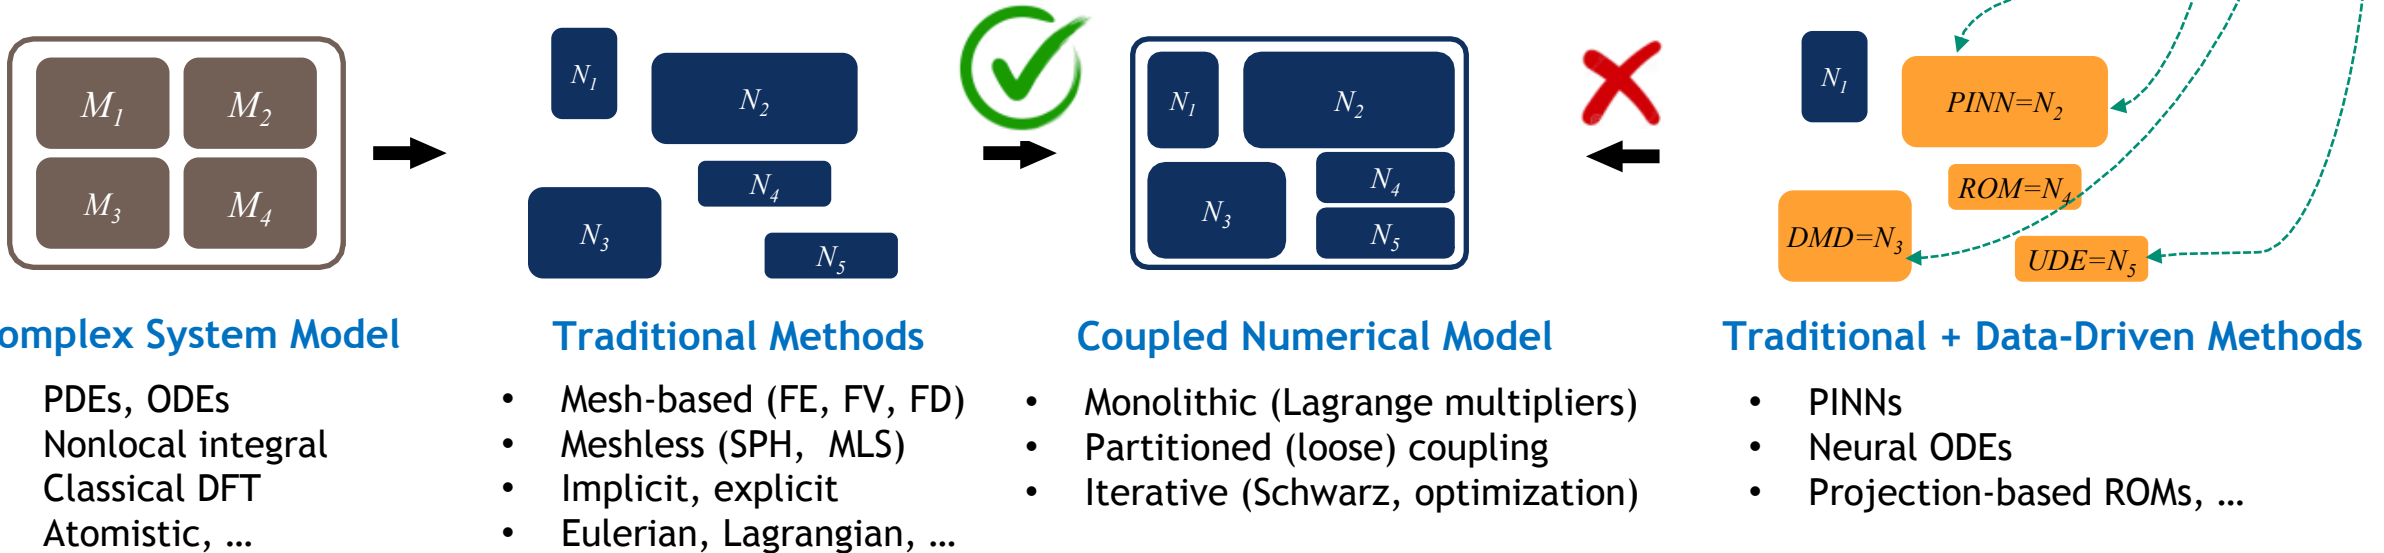 M1
M2
M3
M4
N1
N2
N4
N3
N5
N1
N2
N4
N3
N5
N1
PINN=N2
ROM=N4
DMD=N3
UDE=N5
omplex System Model
PDEs, ODEs
Nonlocal integral
Classical DFT
Atomistic, ...
Traditional Methods
• Mesh-based (FE, FV, FD)
• Meshless (SPH, MLS)
• Implicit, explicit
• Eulerian, Lagrangian, ...
Coupled Numerical Model
• Monolithic (Lagrange multipliers)
• Partitioned (loose) coupling
• Iterative (Schwarz, optimization)
Traditional + Data-Driven Methods
• PINNs
• Neural ODEs
• Projection-based ROMs, ...